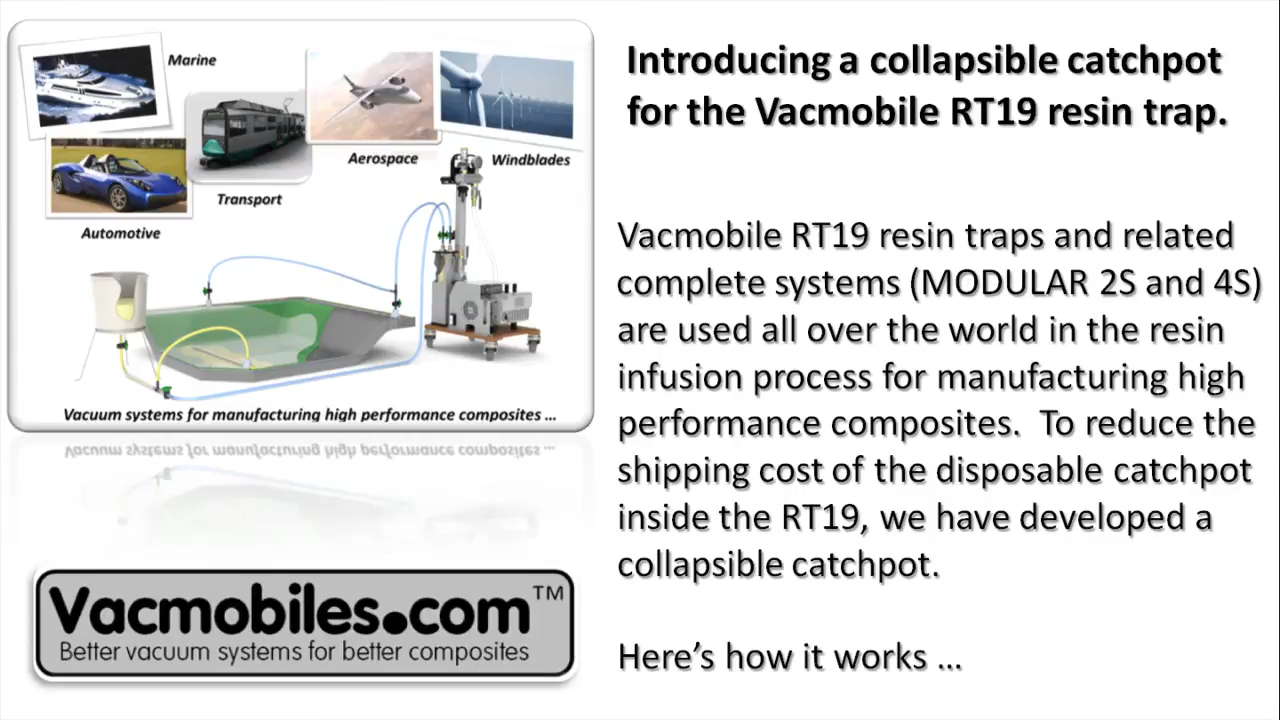 Marine
Aerospace
Windblades
Transport
Automotive
Vacuum systems for manufacturing high performance composites ...
Vacmobiles.com™
Better vacuum systems for better composites
Introducing a collapsible catchpot
for the Vacmobile RT19 resin trap.
Vacmobile RT19 resin traps and related
complete systems (MODULAR 2S and 4S)
are used all over the world in the resin
infusion process for manufacturing high
performance composites.  To reduce the
shipping cost of the disposable catchpot
inside the RT19, we have developed a
collapsible catchpot.
Here’s how it works ...